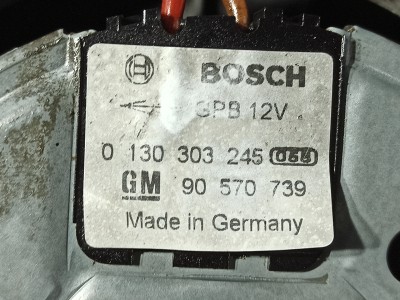 BOSCH
GPB 12V
0 130 303 245 064
GM 90 570 739
Made in Germany